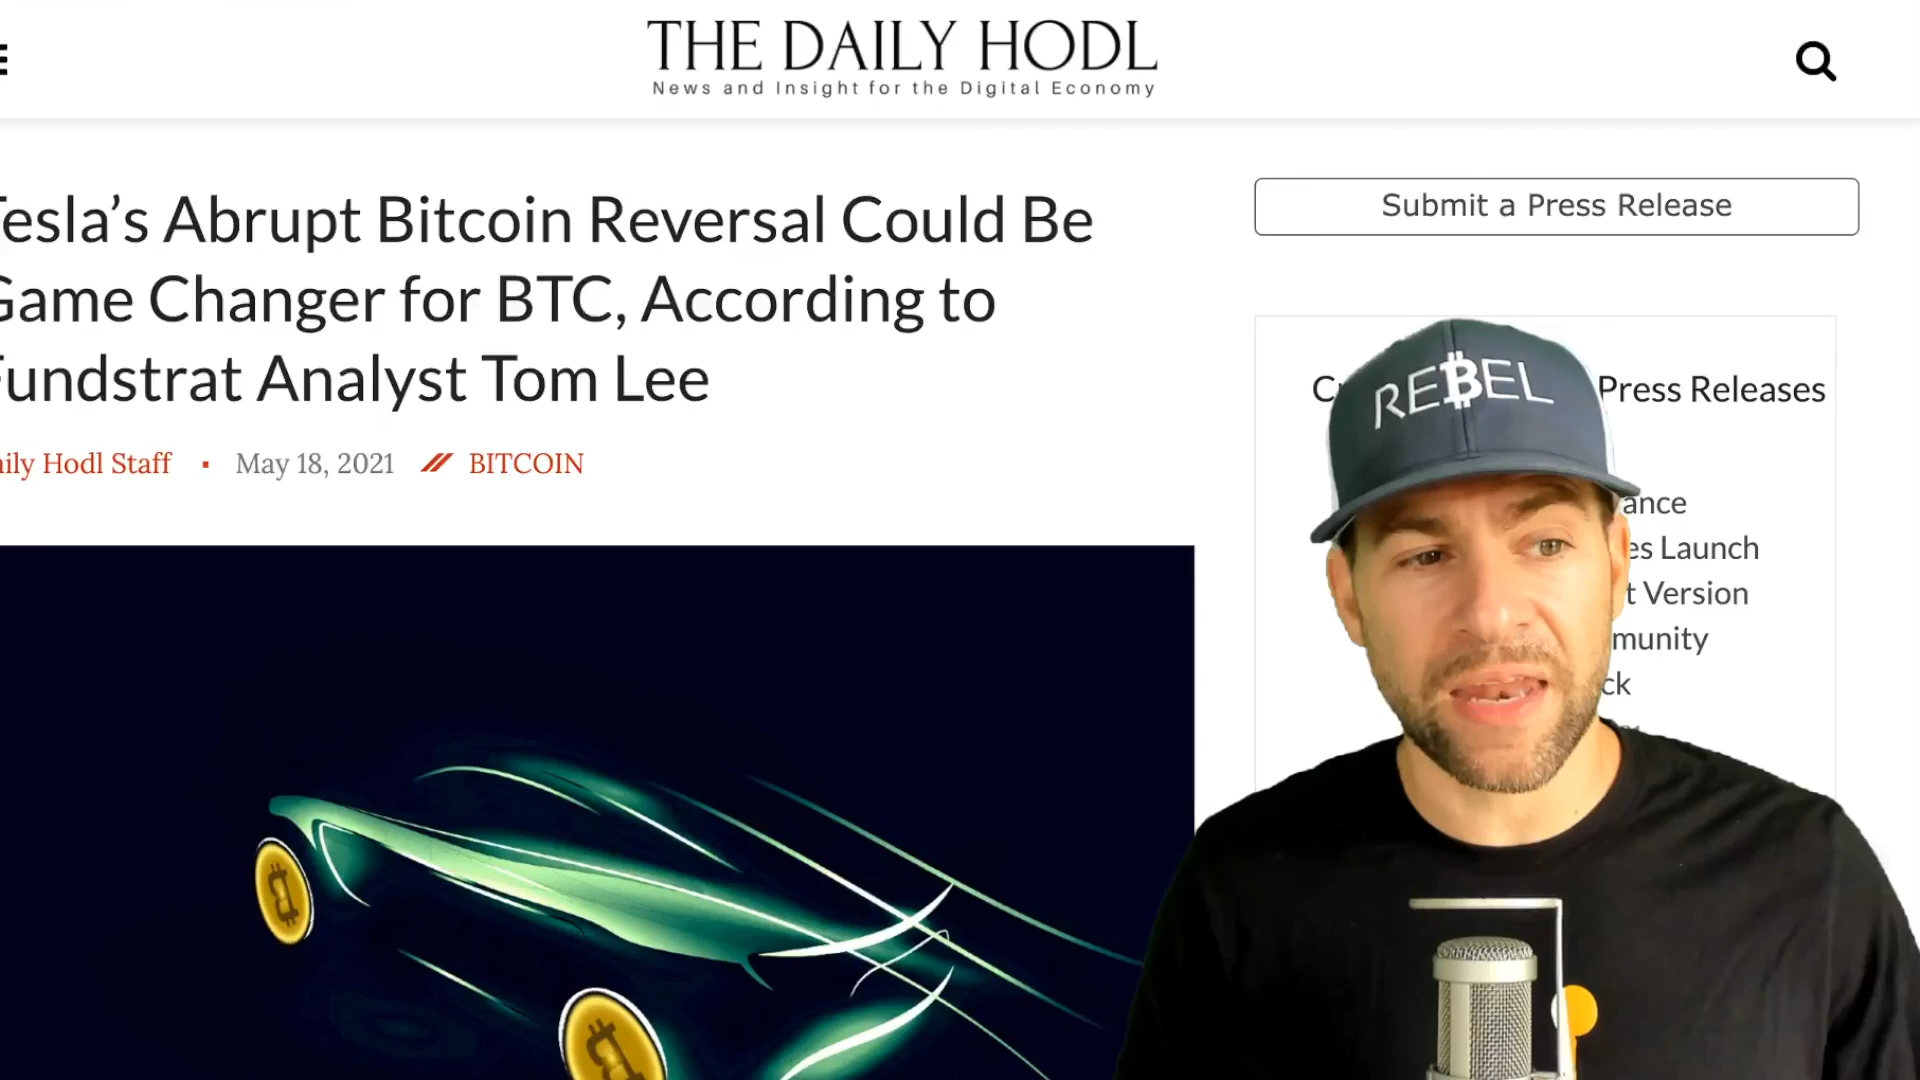 THE DAILY HODL
News and Insight for the Digital Economy
Submit a Press Release
esla’s Abrupt Bitcoin Reversal Could Be
Game Changer for BTC, According to
Fundstrat Analyst Tom Lee
ily Hodl Staff ▪ May 18, 2021 // BITCOIN
Press Releases
REBEL
ance
es Launch
t Version
munity
ck